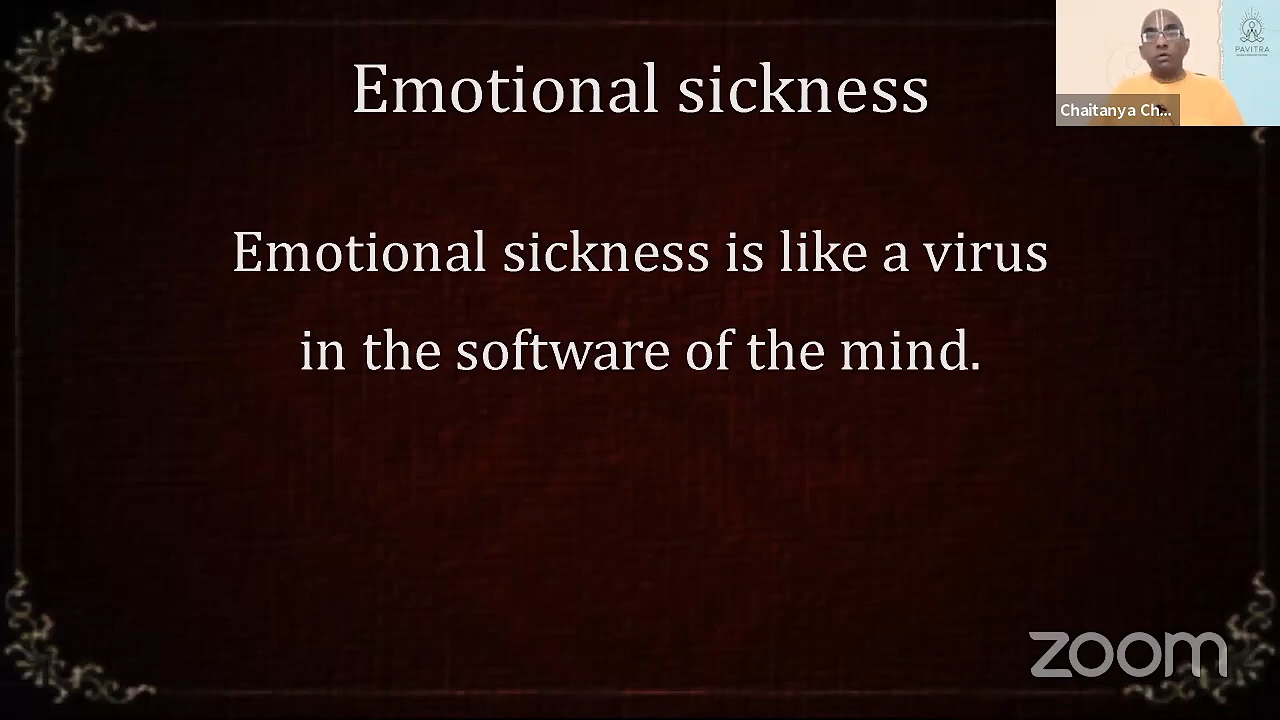 Emotional sickness
PAVITRA
Chaitanya Ch...
Emotional sickness is like a virus
in the software of the mind.
zoom